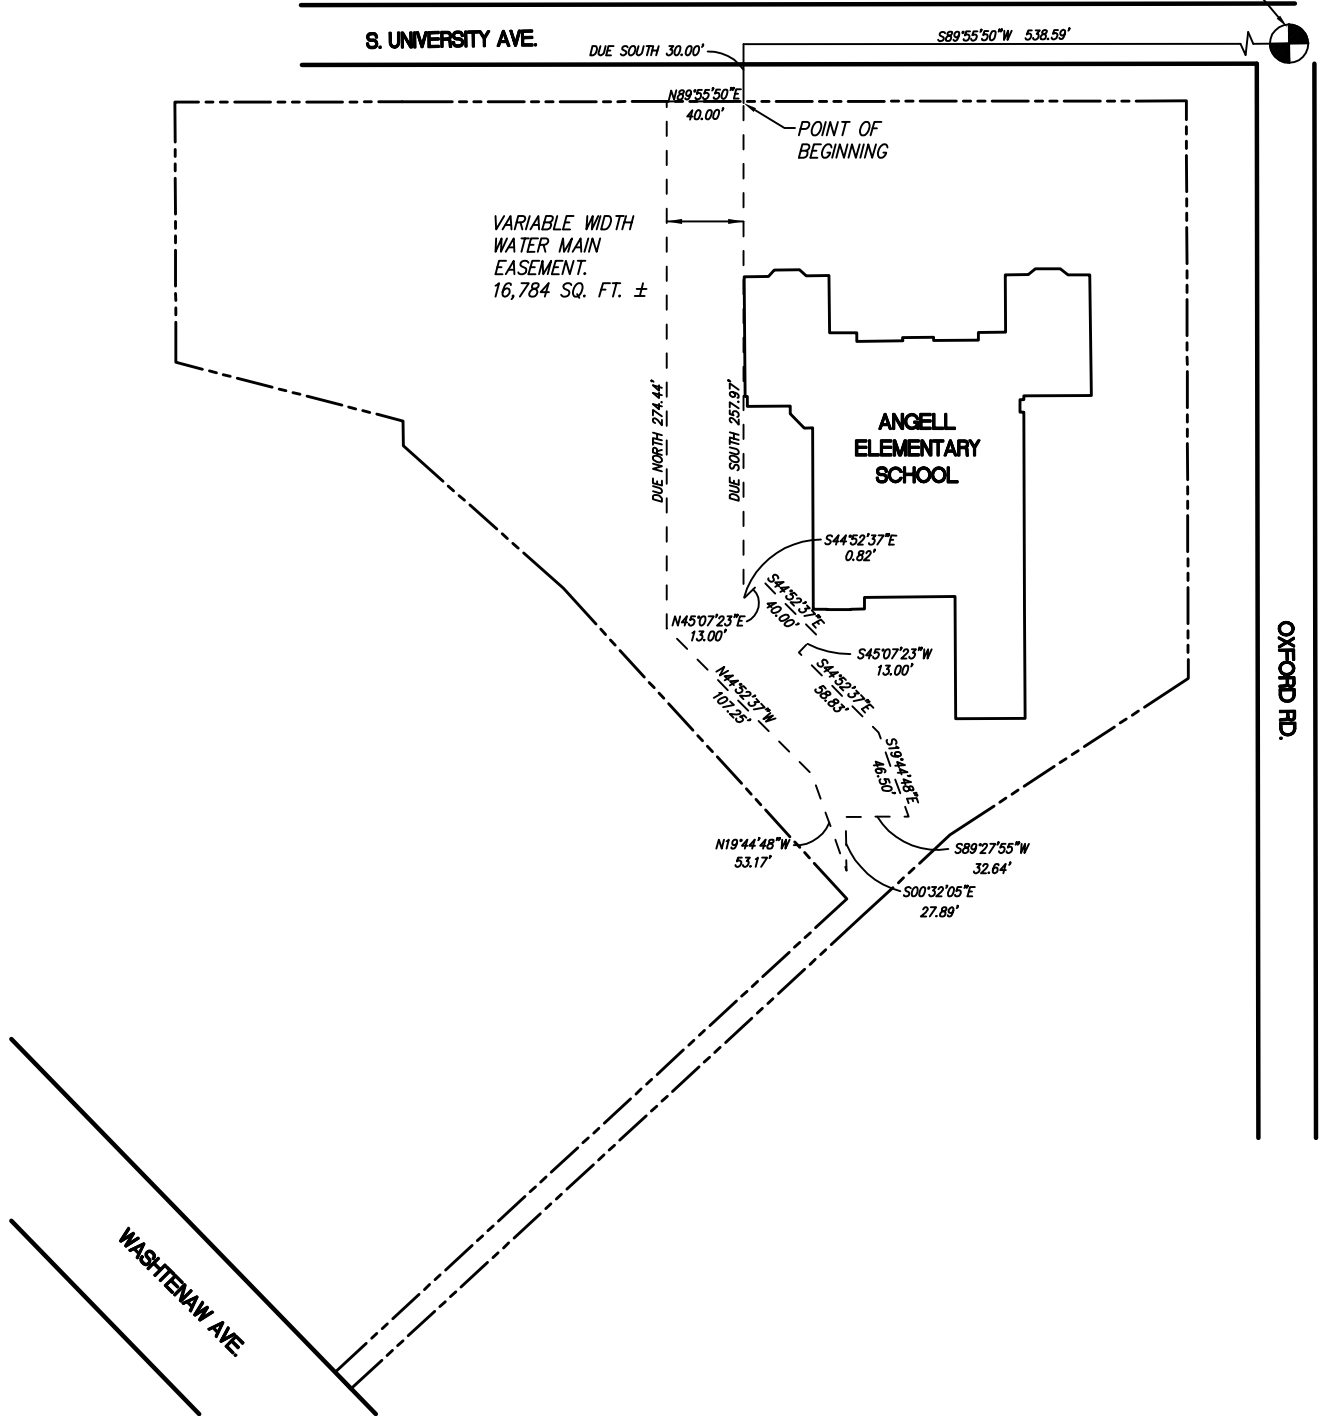 S. UNIVERSITY AVE.
DUE SOUTH 30.00'
S89°55'50"W 538.59'
N89°55'50"E
40.00'
POINT OF
BEGINNING
VARIABLE WIDTH
WATER MAIN
EASEMENT.
16,784 SQ. FT. ±
DUE NORTH 274.44'
DUE SOUTH 257.97'
ANGELL
ELEMENTARY
SCHOOL
S44°52'37"E
0.82'
S44°52'37"E
40.00'
N45°07'23"E
13.00'
S45°07'23"W
13.00'
S44°52'37"E
58.83'
N44°52'37"W
107.25'
S19°44'48"E
46.50'
N19°44'48"W
53.17'
S89°27'55"W
32.64'
S00°32'05"E
27.89'
OXFORD RD.
WASHTENAW AVE.